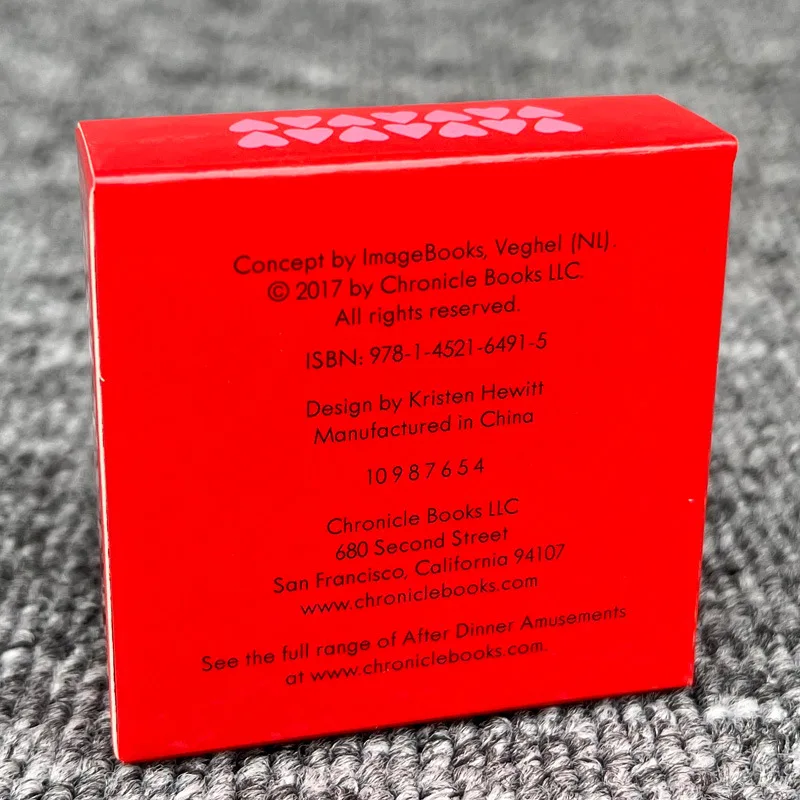 Concept by ImageBooks, Veghel (NL).
© 2017 by Chronicle Books LLC.
All rights reserved.
ISBN: 978-1-4521-6491-5
Design by Kristen Hewitt
Manufactured in China
10 9 8 7 6 5 4
Chronicle Books LLC
680 Second Street
San Francisco, California 94107
www.chroniclebooks.com
See the full range of After Dinner Amusements
at www.chroniclebooks.com.